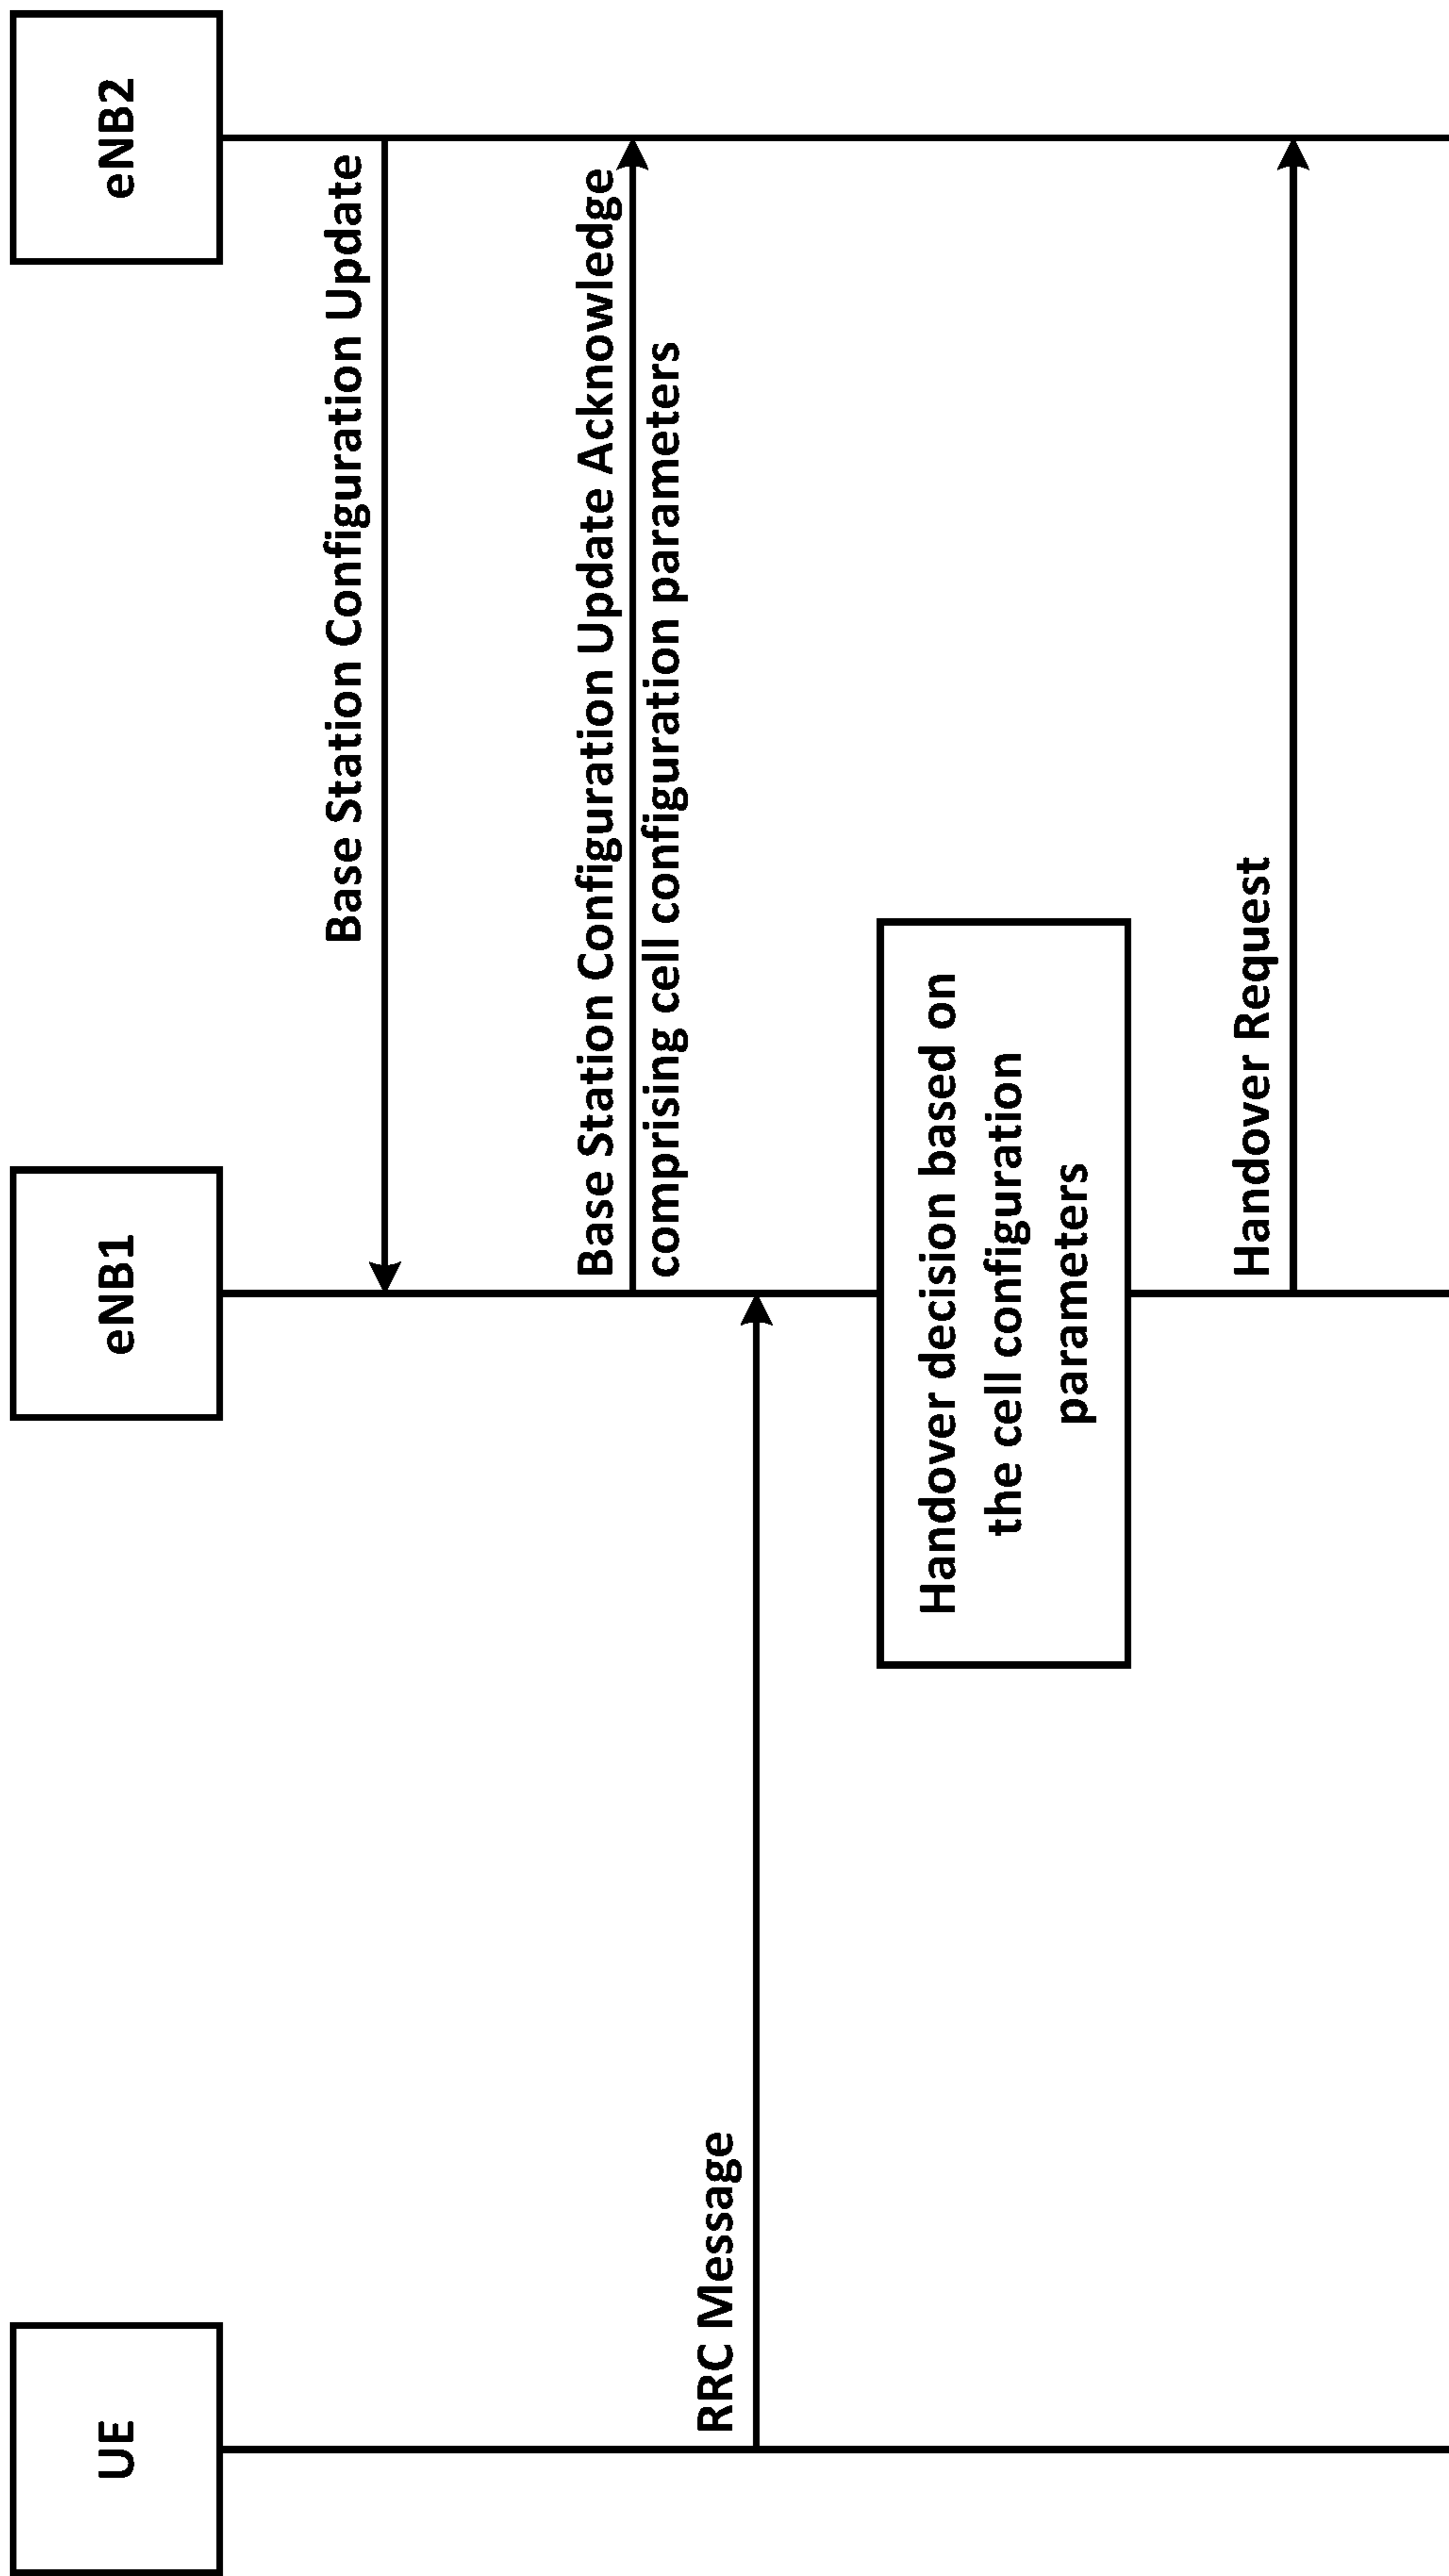 UE
eNB1
eNB2
Base Station Configuration Update
Base Station Configuration Update Acknowledge
comprising cell configuration parameters
RRC Message
Handover decision based on
the cell configuration
parameters
Handover Request